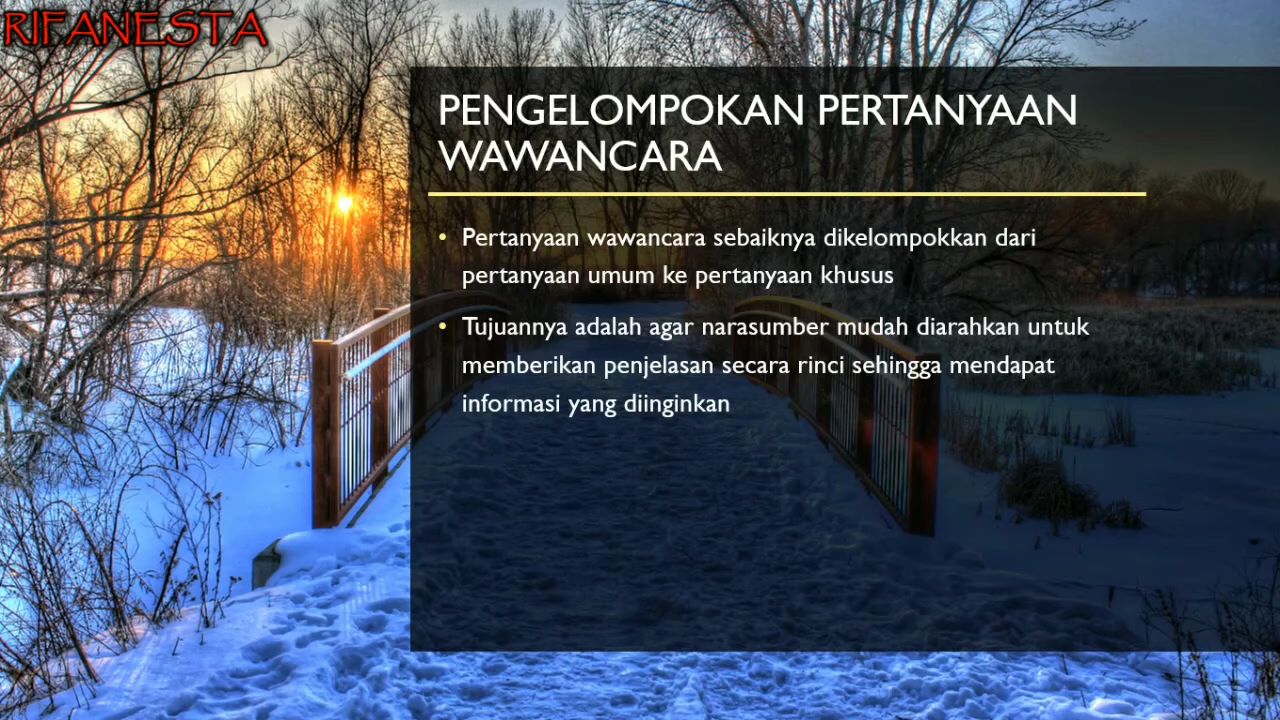 RIFANESTA
PENGELOMPOKAN PERTANYAAN
WAWANCARA
• Pertanyaan wawancara sebaiknya dikelompokkan dari
pertanyaan umum ke pertanyaan khusus
• Tujuannya adalah agar narasumber mudah diarahkan untuk
memberikan penjelasan secara rinci sehingga mendapat
informasi yang diinginkan